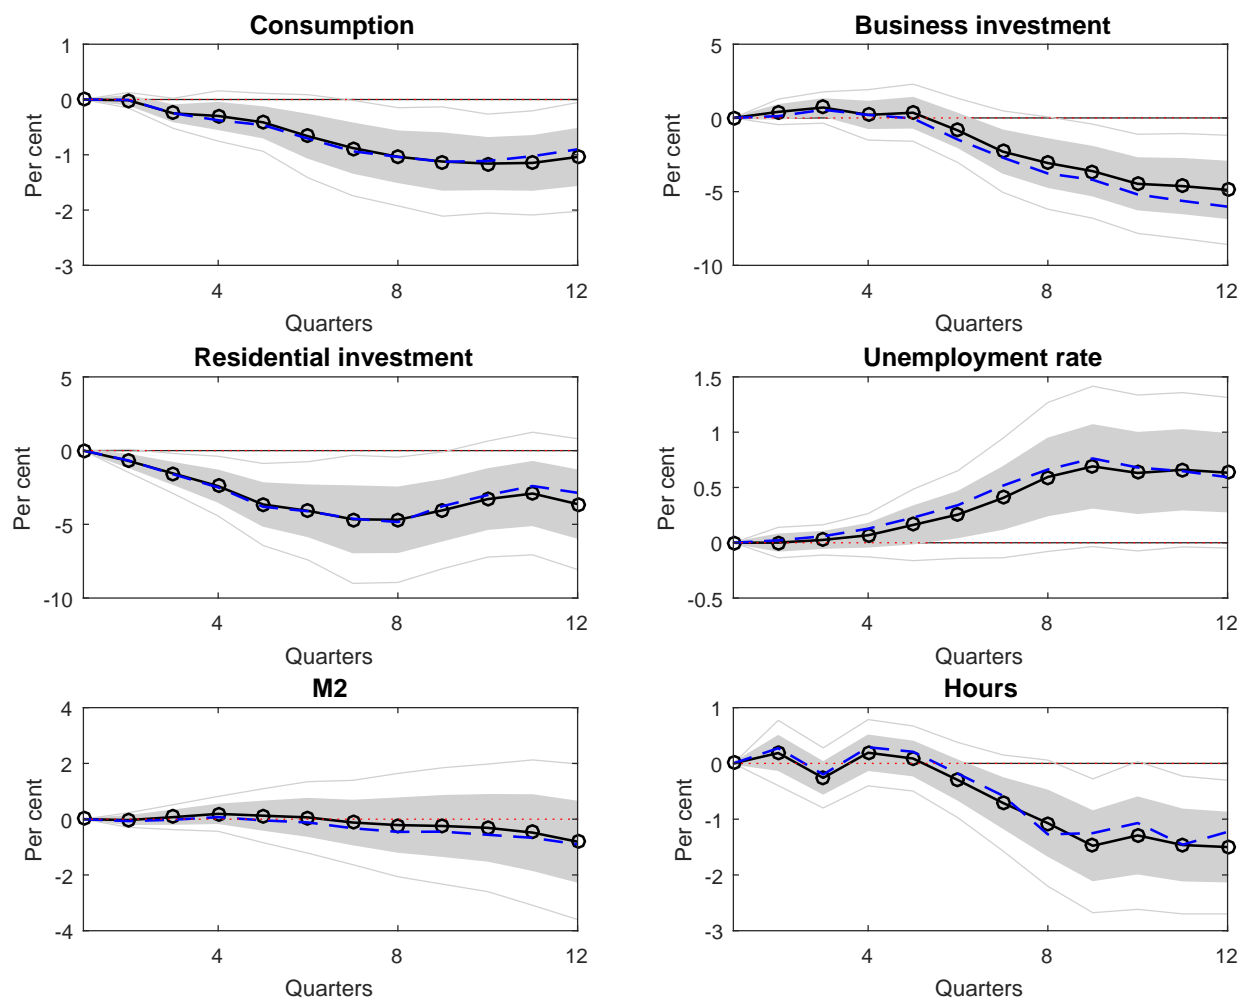 Consumption
Per cent
1
0
-1
-2
-3
4
8
12
Quarters
Business investment
Per cent
5
0
-5
-10
4
8
12
Quarters
Residential investment
Per cent
5
0
-5
-10
4
8
12
Quarters
Unemployment rate
Per cent
1.5
1
0.5
0
-0.5
4
8
12
Quarters
M2
Per cent
4
2
0
-2
-4
4
8
12
Quarters
Hours
Per cent
1
0
-1
-2
-3
4
8
12
Quarters